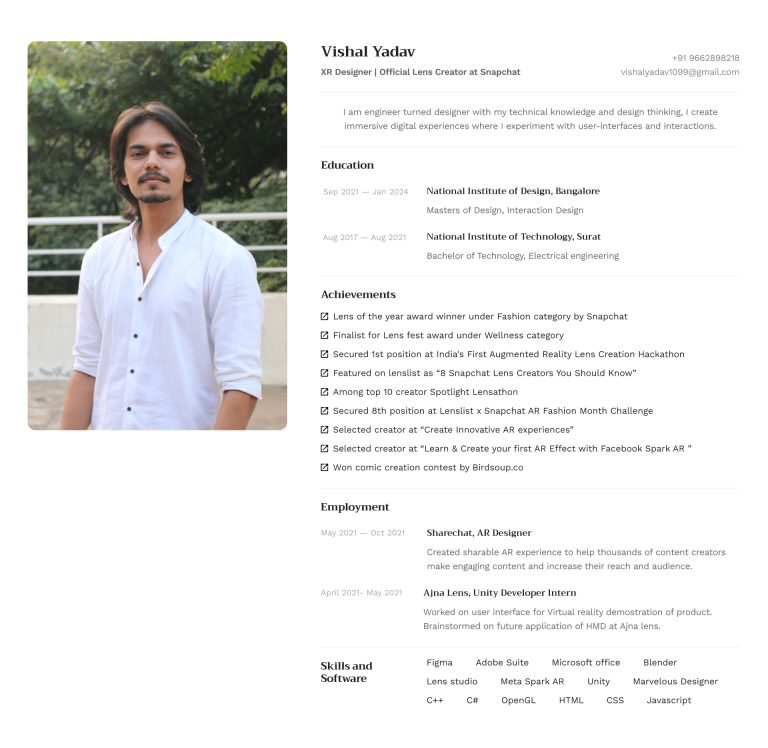 Vishal Yadav
+91 9662898218
XR Designer | Official Lens Creator at Snapchat
vishalyadav1099@gmail.com
I am engineer turned designer with my technical knowledge and design thinking, I create
immersive digital experiences where I experiment with user-interfaces and interactions.
Education
Sep 2021 — Jan 2024
National Institute of Design, Bangalore
Masters of Design, Interaction Design
Aug 2017 — Aug 2021
National Institute of Technology, Surat
Bachelor of Technology, Electrical engineering
Achievements
Lens of the year award winner under Fashion category by Snapchat
Finalist for Lens fest award under Wellness category
Secured 1st position at India's First Augmented Reality Lens Creation Hackathon
Featured on lenslist as “8 Snapchat Lens Creators You Should Know”
Among top 10 creator Spotlight Lensathon
Secured 8th position at Lenslist x Snapchat AR Fashion Month Challenge
Selected creator at “Create Innovative AR experiences”
Selected creator at “Learn & Create your first AR Effect with Facebook Spark AR ”
Won comic creation contest by Birdsoup.co
Employment
May 2021 — Oct 2021
Sharechat, AR Designer
Created sharable AR experience to help thousands of content creators
make engaging content and increase their reach and audience.
April 2021- May 2021
Ajna Lens, Unity Developer Intern
Worked on user interface for Virtual reality demostration of product.
Brainstormed on future application of HMD at Ajna lens.
Skills and
Software
Figma Adobe Suite Microsoft office Blender
Lens studio Meta Spark AR Unity Marvelous Designer
C++ C# OpenGL HTML CSS Javascript